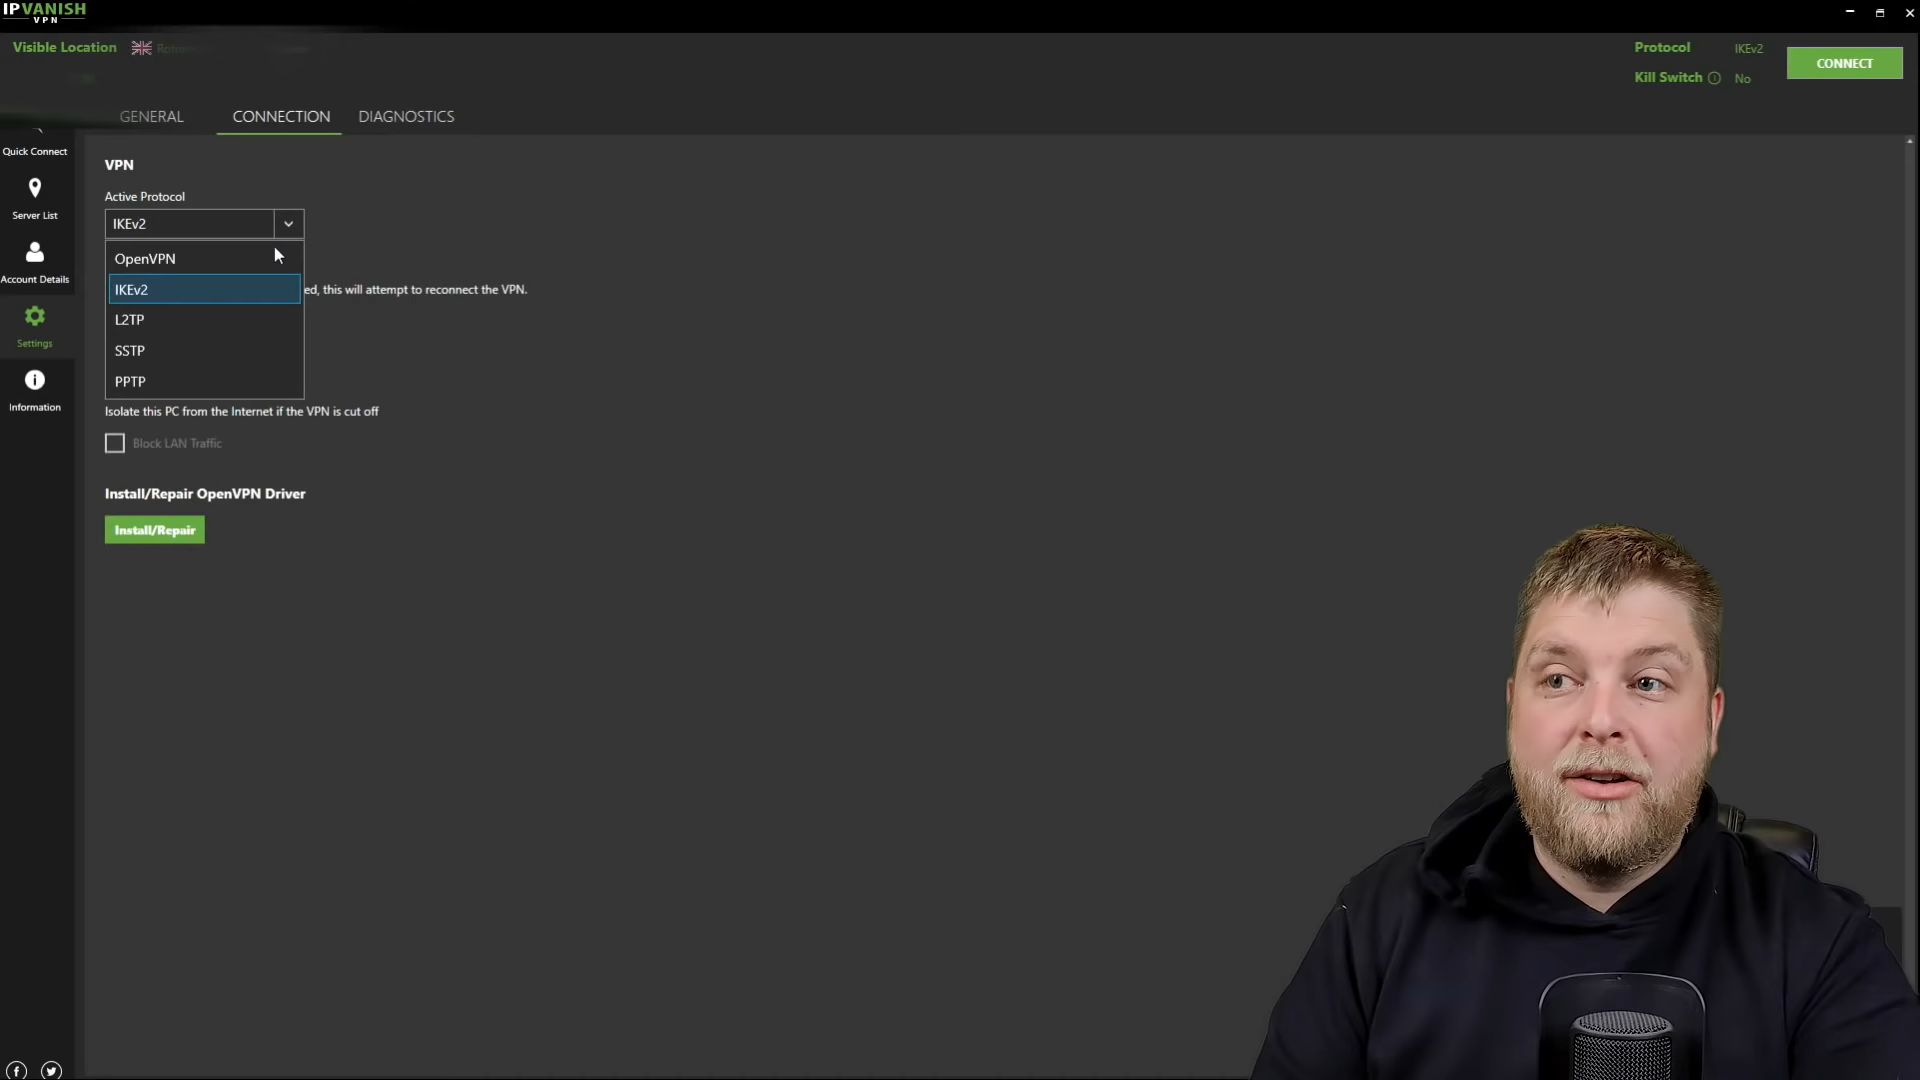 IPVANISH
VPN
Visible Location
Protocol IKEv2
CONNECT
Kill Switch No
GENERAL CONNECTION DIAGNOSTICS
Quick Connect
Server List
Account Details
Settings
Information
VPN
Active Protocol
IKEv2
OpenVPN
IKEv2
ed, this will attempt to reconnect the VPN.
L2TP
SSTP
PPTP
Isolate this PC from the Internet if the VPN is cut off
Block LAN Traffic
Install/Repair OpenVPN Driver
Install/Repair